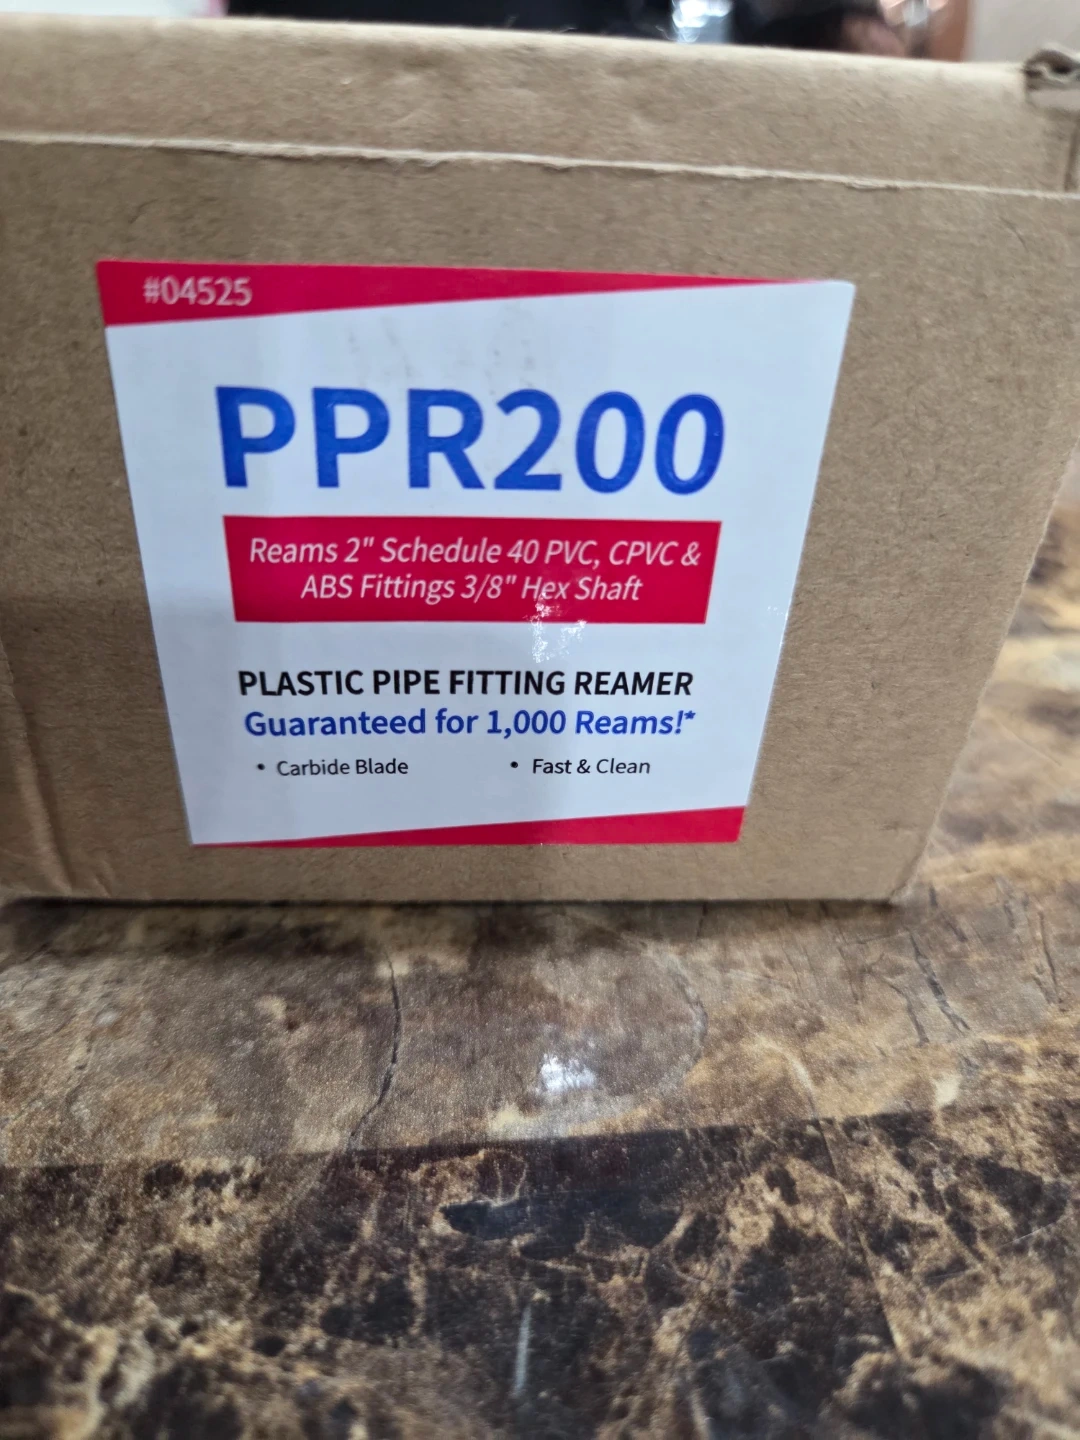 #04525
PPR200
Reams 2" Schedule 40 PVC, CPVC &
ABS Fittings 3/8" Hex Shaft
PLASTIC PIPE FITTING REAMER
Guaranteed for 1,000 Reams!*
• Carbide Blade • Fast & Clean